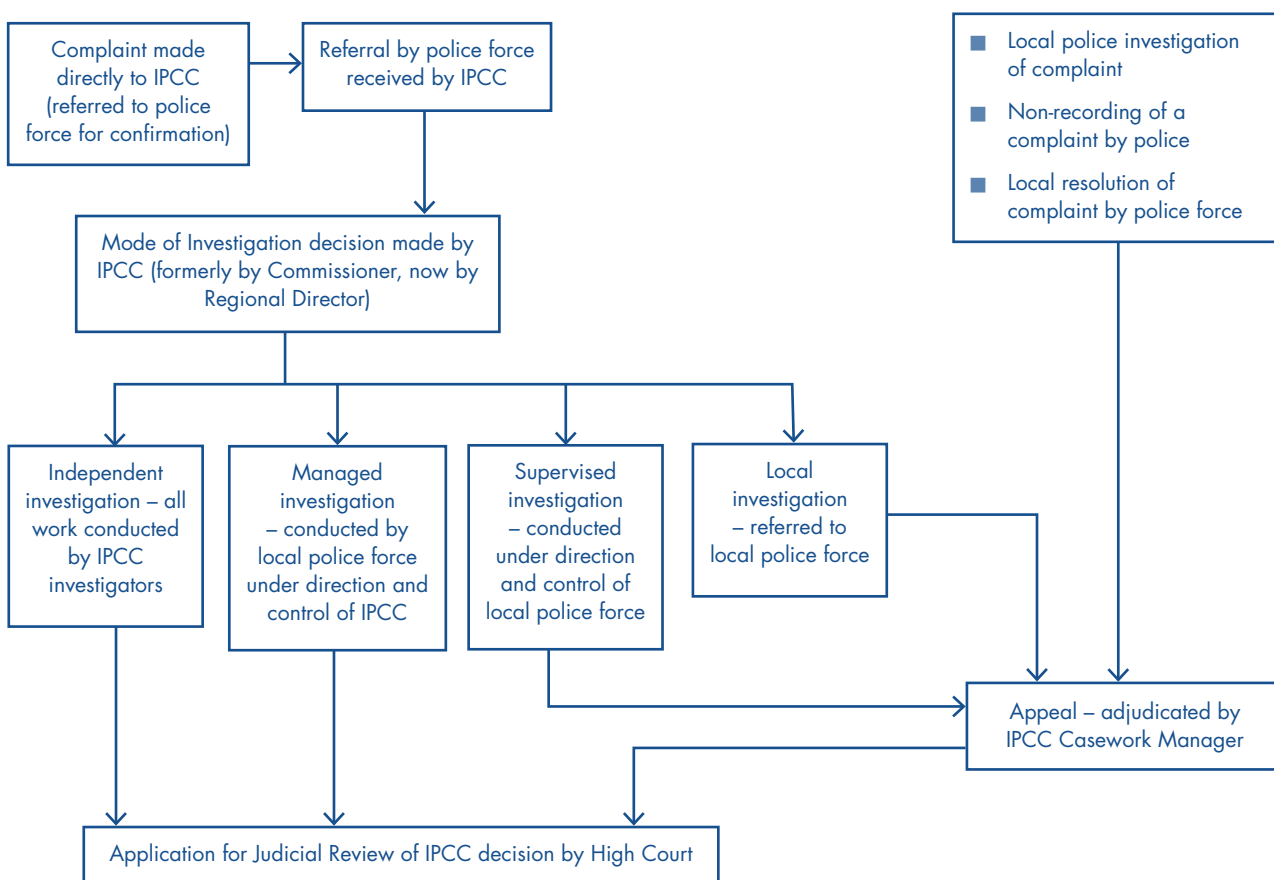 Complaint made
directly to IPCC
(referred to police
force for confirmation)
Referral by police force
received by IPCC
Local police investigation
of complaint
Non-recording of a
complaint by police
Local resolution of
complaint by police force
Mode of Investigation decision made by
IPCC (formerly by Commissioner, now by
Regional Director)
Independent
investigation – all
work conducted
by IPCC
investigators
Managed
investigation
– conducted by
local police force
under direction and
control of IPCC
Supervised
investigation
– conducted
under direction
and control of
local police force
Local
investigation
– referred to
local police force
Appeal – adjudicated by
IPCC Casework Manager
Application for Judicial Review of IPCC decision by High Court